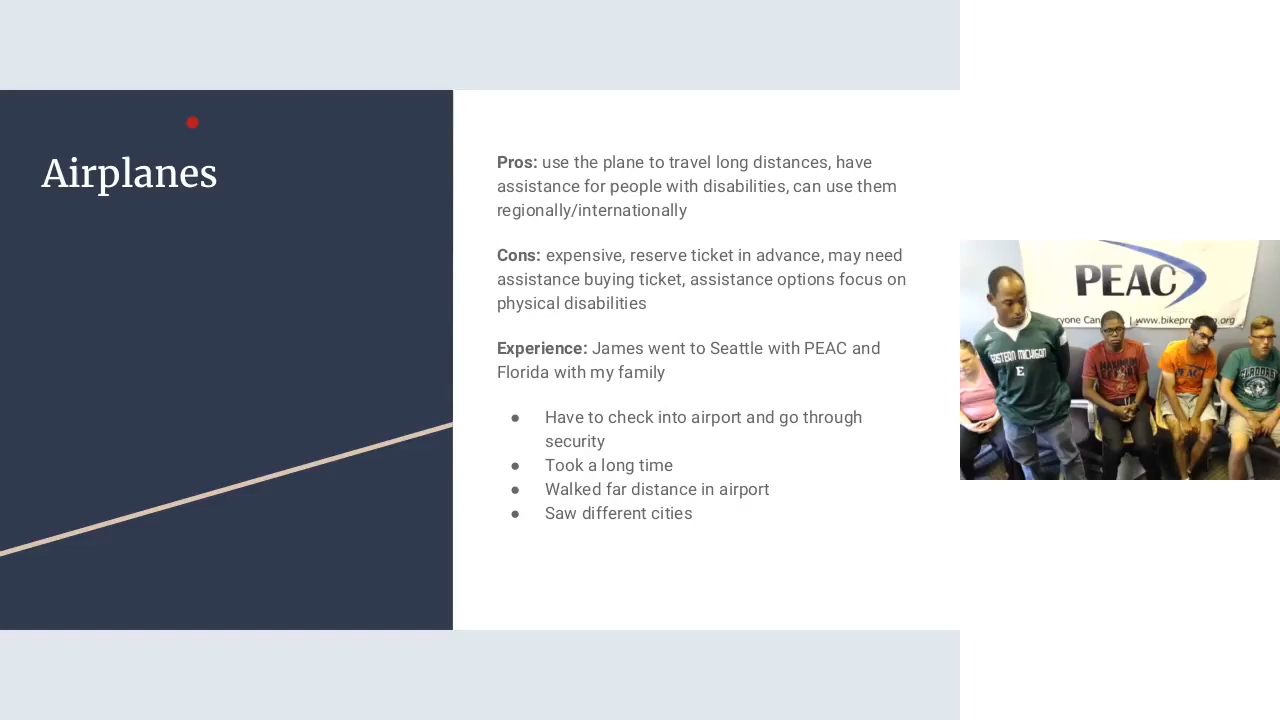 Airplanes
Pros: use the plane to travel long distances, have
assistance for people with disabilities, can use them
regionally/internationally
Cons: expensive, reserve ticket in advance, may need
assistance buying ticket, assistance options focus on
physical disabilities
Experience: James went to Seattle with PEAC and
Florida with my family
● Have to check into airport and go through
security
● Took a long time
● Walked far distance in airport
● Saw different cities
PEAC
EASTERN MICHIGAN
E
PEAC